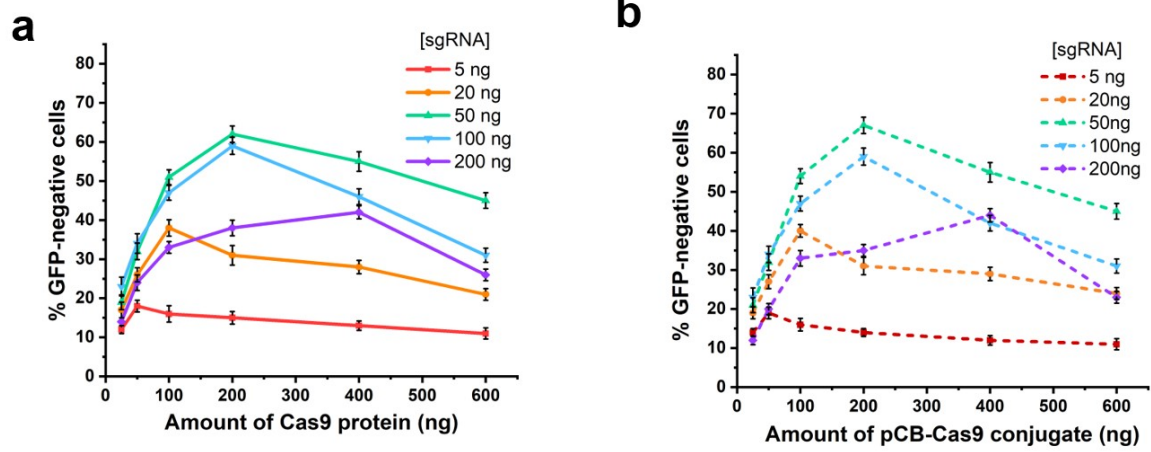 a
[sgRNA]
5 ng
20 ng
50 ng
100 ng
200 ng
% GFP-negative cells
80
70
60
50
40
30
20
10
0
0 100 200 300 400 500 600
Amount of Cas9 protein (ng)
b
[sgRNA]
5 ng
20ng
50ng
100ng
200ng
% GFP-negative cells
80
70
60
50
40
30
20
10
0
0 100 200 300 400 500 600
Amount of pCB-Cas9 conjugate (ng)